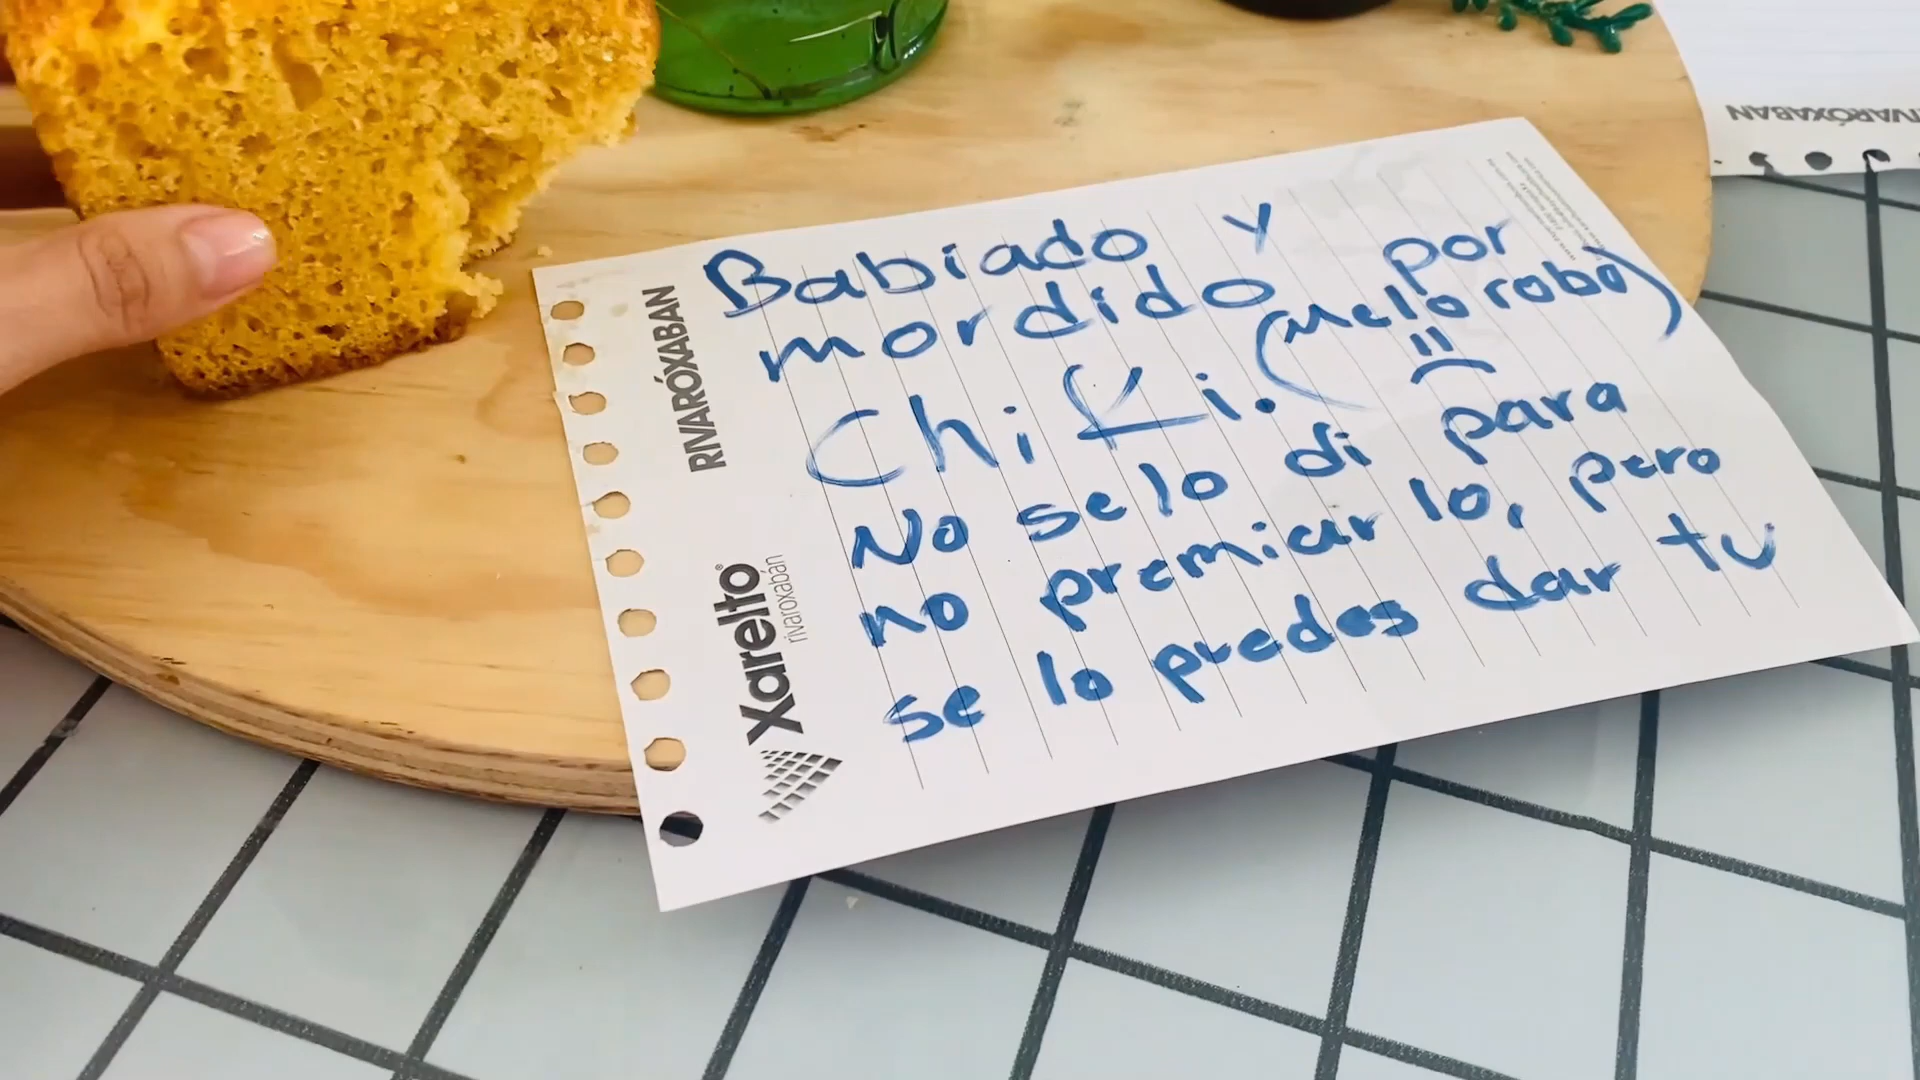 Babiado y
mordido por
Chiki. (Melo robo)
No selo di para
no premiarlo, pero
se lo puedes dar tu
RIVARÓXABAN
Xarelto®
rivaroxabán
RIVARÓXABAN